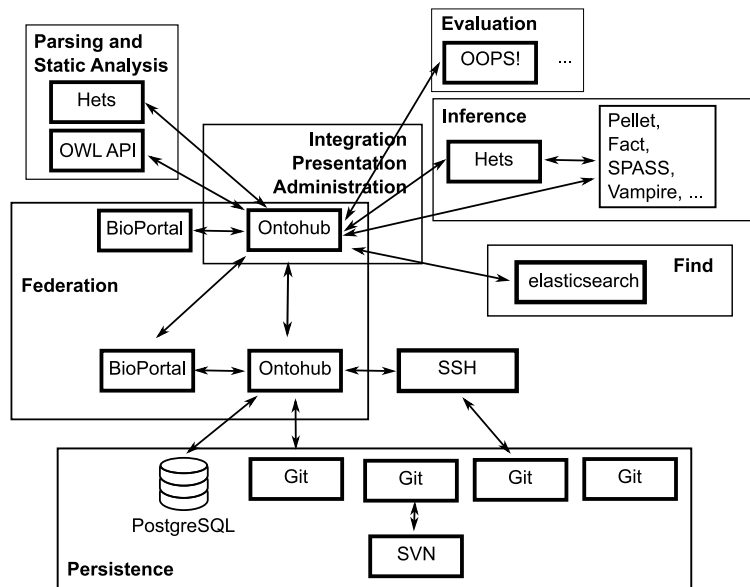 Parsing and
Static Analysis
Hets
OWL API
Evaluation
OOPS!
...
Inference
Hets
Pellet,
Fact,
SPASS,
Vampire, ...
Integration
Presentation
Administration
BioPortal
Ontohub
Find
elasticsearch
Federation
BioPortal
Ontohub
SSH
PostgreSQL
Git
Git
Git
Git
SVN
Persistence